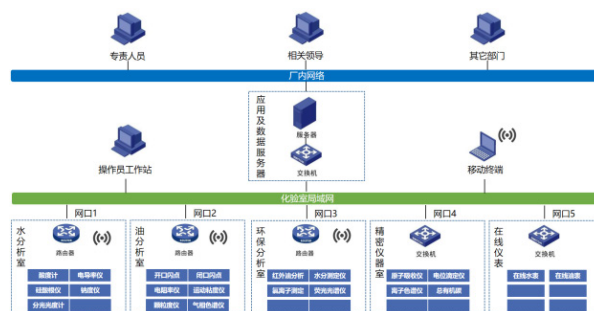 专责人员
相关领导
其它部门
厂内网络
应用及数据服务器
服务器
交换机
操作员工作站
移动终端
化验室局域网
网口1
网口2
网口3
网口4
网口5
水分析室
路由器
电导率仪
硅酸根仪
钠度仪
分光光度计
油分析室
路由器
开口闪点
闭口闪点
电阻率仪
运动粘度仪
颗粒度仪
气相色谱仪
环保分析室
路由器
红外油分析
水分测定仪
氯离子测定
荧光光谱仪
精密仪器室
交换机
原子吸收仪
电位滴定仪
离子色谱仪
总有机碳
在线仪表
交换机
在线水表
在线油表